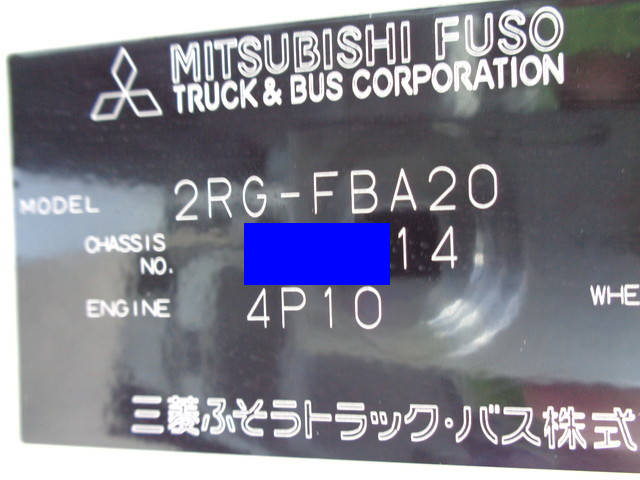 MITSUBISHI FUSO
TRUCK & BUS CORPORATION
MODEL 2RG-FBA20
CHASSIS NO. 14
ENGINE 4P10
WHE
三菱ふそうトラック・バス株式